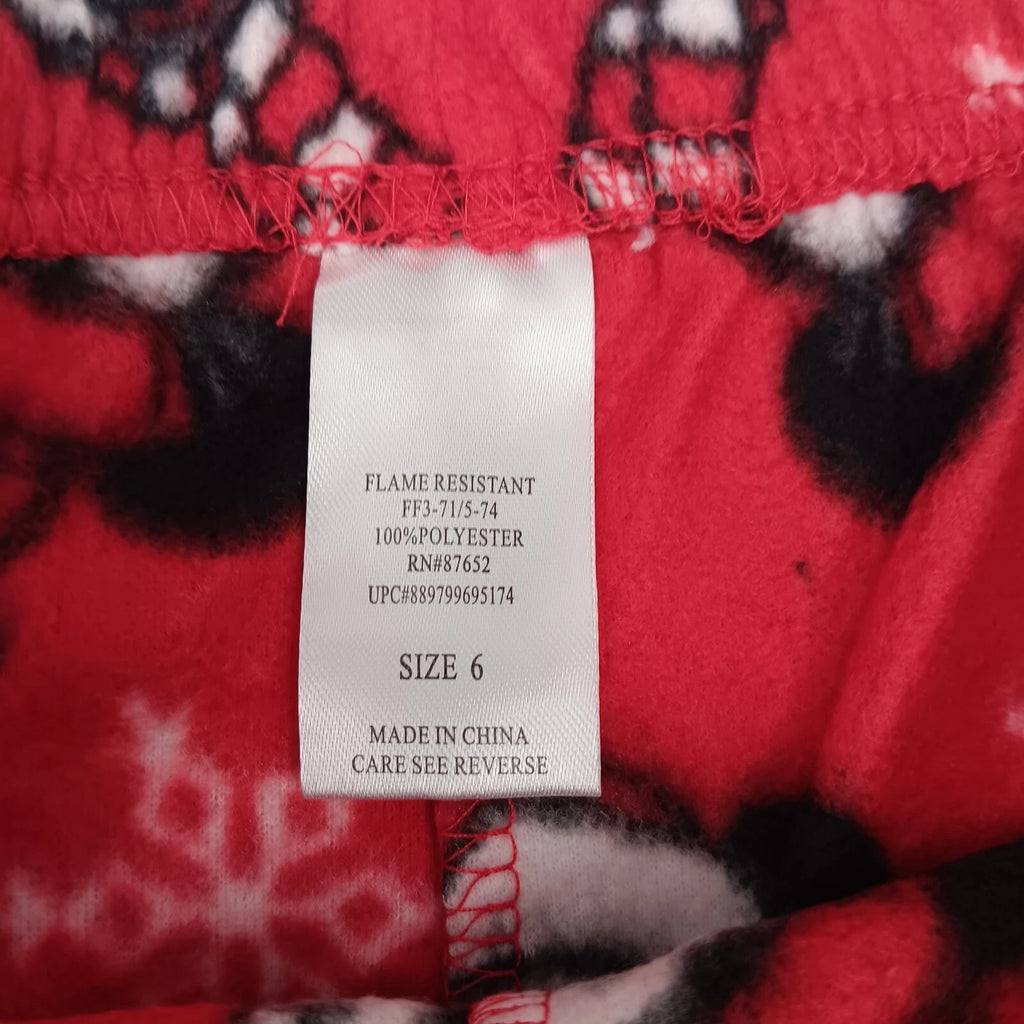 FLAME RESISTANT
FF3-71/5-74
100%POLYESTER
RN#87652
UPC#889799695174
SIZE 6
MADE IN CHINA
CARE SEE REVERSE